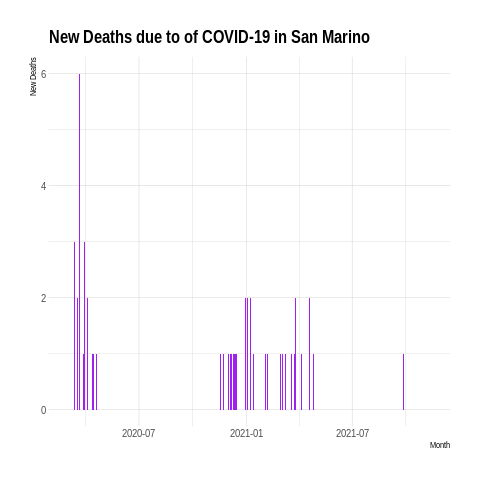 New Deaths due to of COVID-19 in San Marino
New Deaths
6
4
2
0
2020-07 2021-01 2021-07
Month